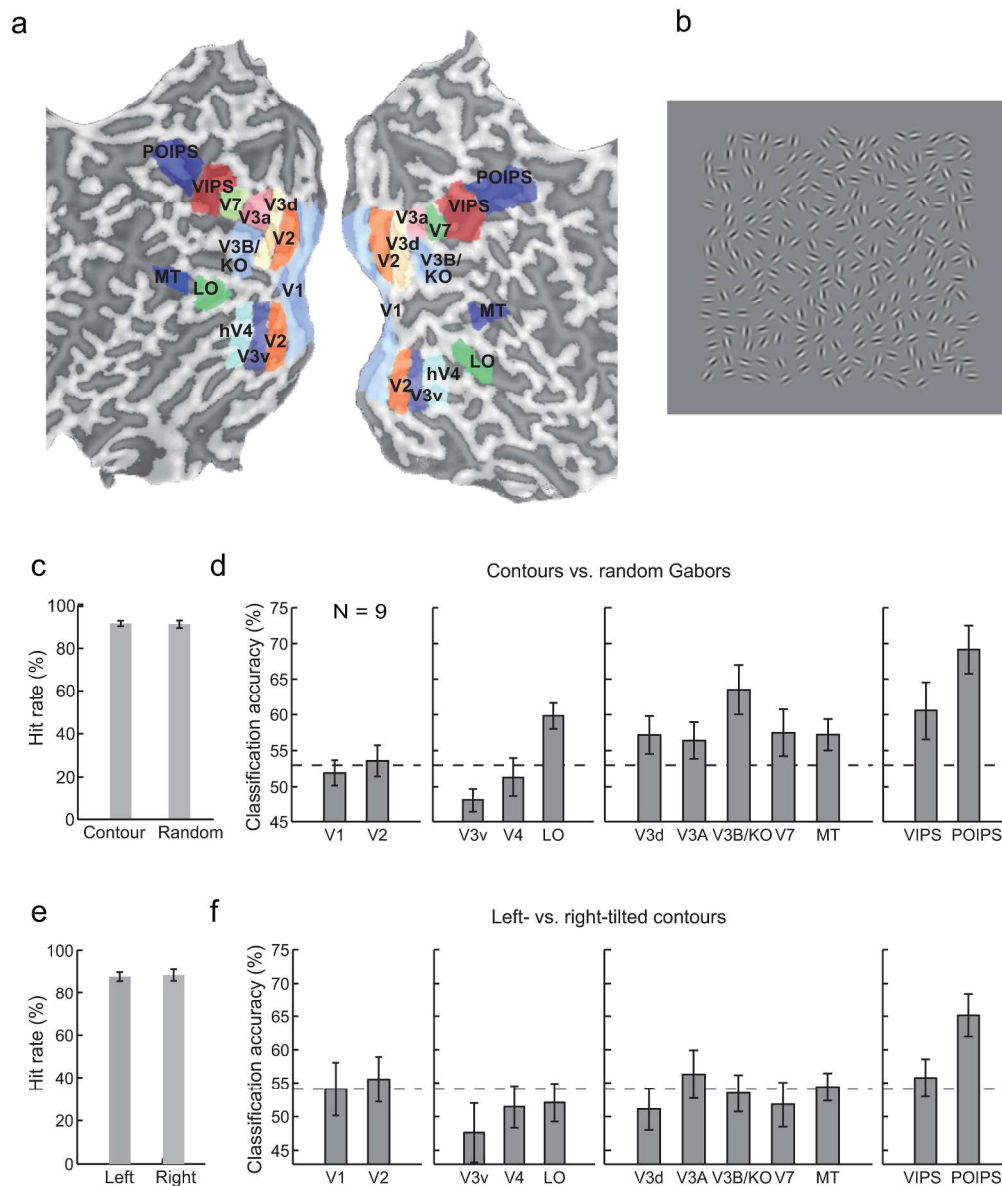 a
b
POIPS
VIPS
V7
V3a
V3d
V2
V3B/
KO
MT
LO
V1
hV4
V3v
V2
POIPS
VIPS
V3a
V7
V3d
V2
V3B/
KO
V1
MT
LO
hV4
V2
V3v
c
d
Contours vs. random Gabors
Hit rate (%)
100
80
60
40
20
0
Contour Random
Classification accuracy (%)
N = 9
75
70
65
60
55
50
45
V1 V2 V3v V4 LO V3d V3A V3B/KO V7 MT VIPS POIPS
e
f
Left- vs. right-tilted contours
Hit rate (%)
100
80
60
40
20
0
Left Right
Classification accuracy (%)
75
70
65
60
55
50
45
V1 V2 V3v V4 LO V3d V3A V3B/KO V7 MT VIPS POIPS